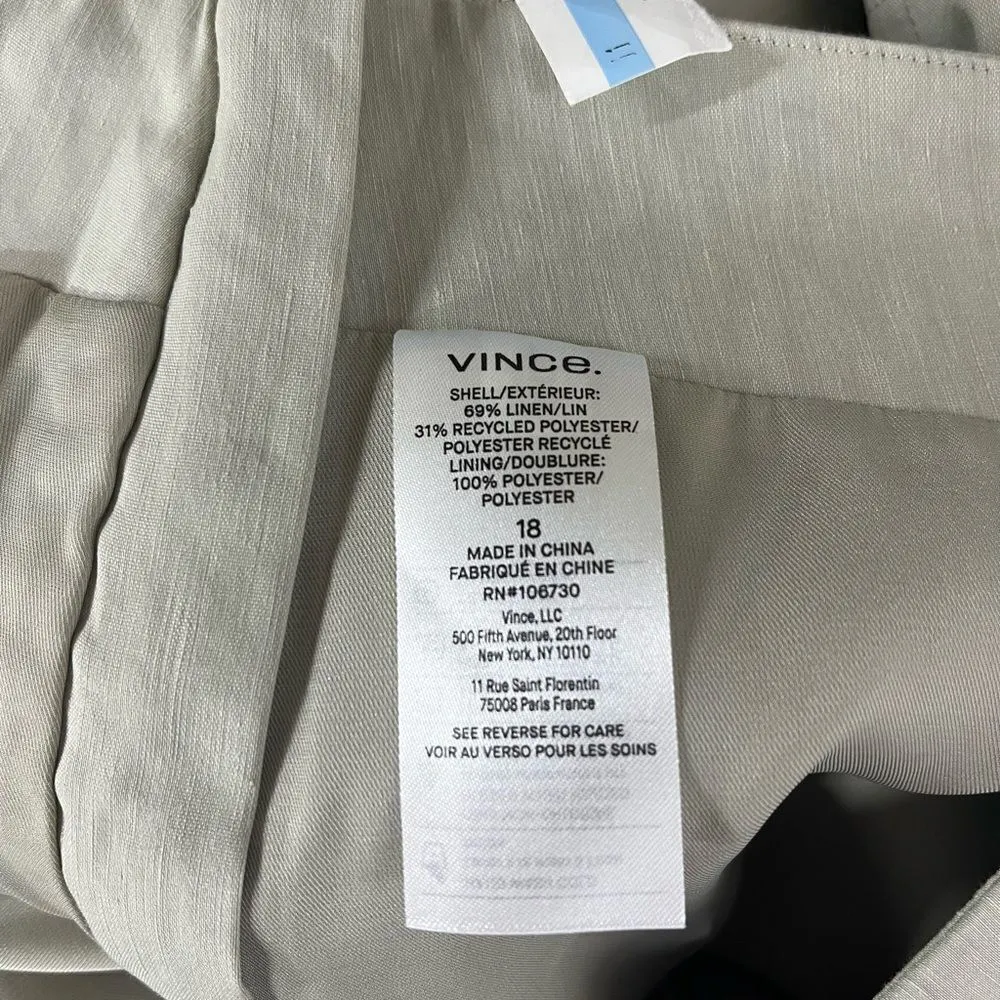 VINCe.
SHELL/EXTÉRIEUR:
69% LINEN/LIN
31% RECYCLED POLYESTER/
POLYESTER RECYCLÉ
LINING/DOUBLURE:
100% POLYESTER/
POLYESTER
18
MADE IN CHINA
FABRIQUÉ EN CHINE
RN#106730
Vince, LLC
500 Fifth Avenue, 20th Floor
New York, NY 10110
11 Rue Saint Florentin
75008 Paris France
SEE REVERSE FOR CARE
VOIR AU VERSO POUR LES SOINS